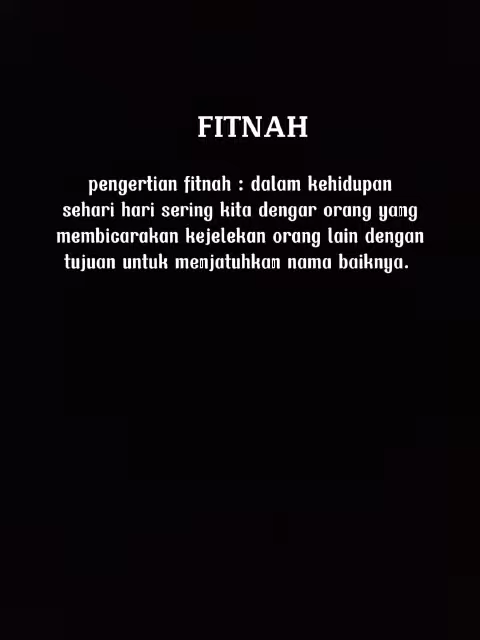 FITNAH
pengertian fitnah : dalam kehidupan
sehari hari sering kita dengar orang yang
membicarakan kejelekan orang lain dengan
tujuan untuk menjatuhkan nama baiknya.